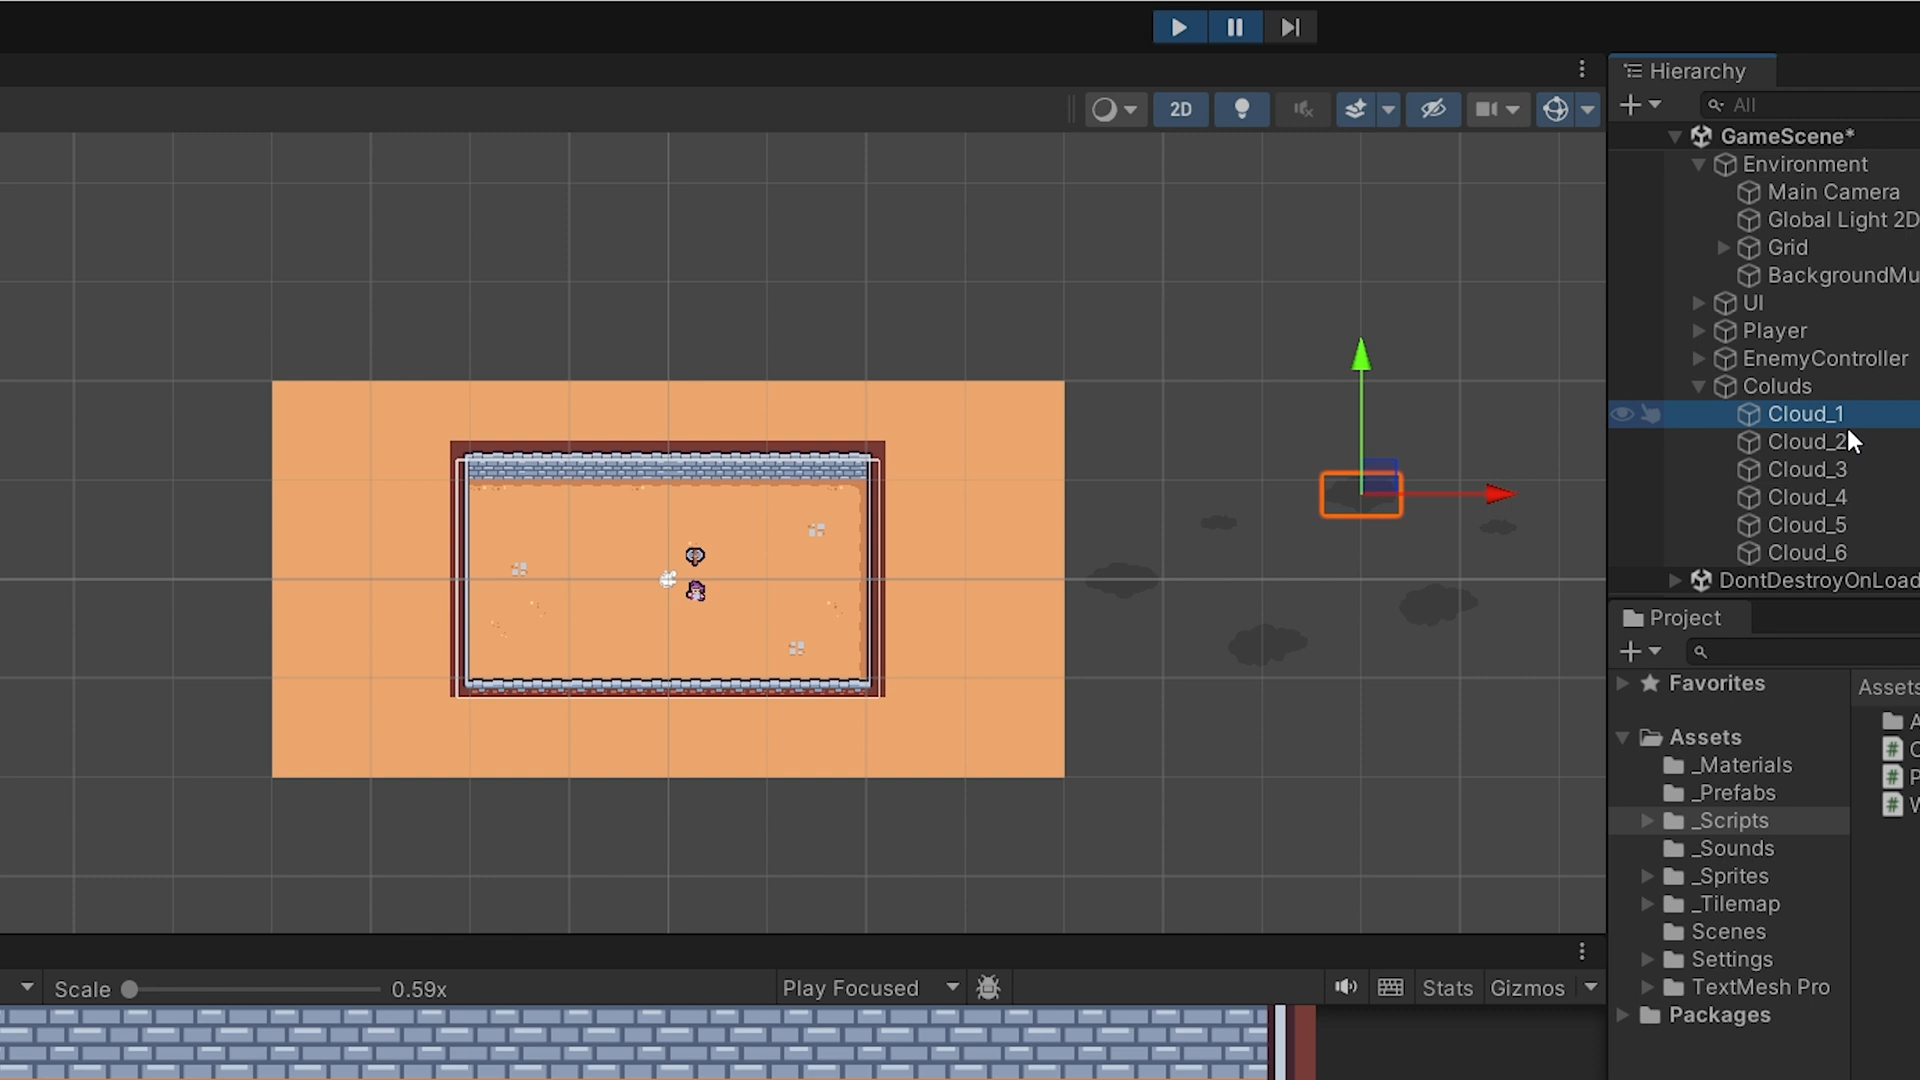 Hierarchy
2D
All
GameScene*
Environment
Main Camera
Global Light 2D
Grid
BackgroundMu
UI
Player
EnemyController
Coluds
Cloud_1
Cloud_2
Cloud_3
Cloud_4
Cloud_5
Cloud_6
DontDestroyOnLoad
Project
Favorites
Assets
Assets
_Materials
_Prefabs
_Scripts
_Sounds
_Sprites
_Tilemap
Scenes
Settings
TextMesh Pro
Packages
Scale 0.59x
Play Focused
Stats
Gizmos